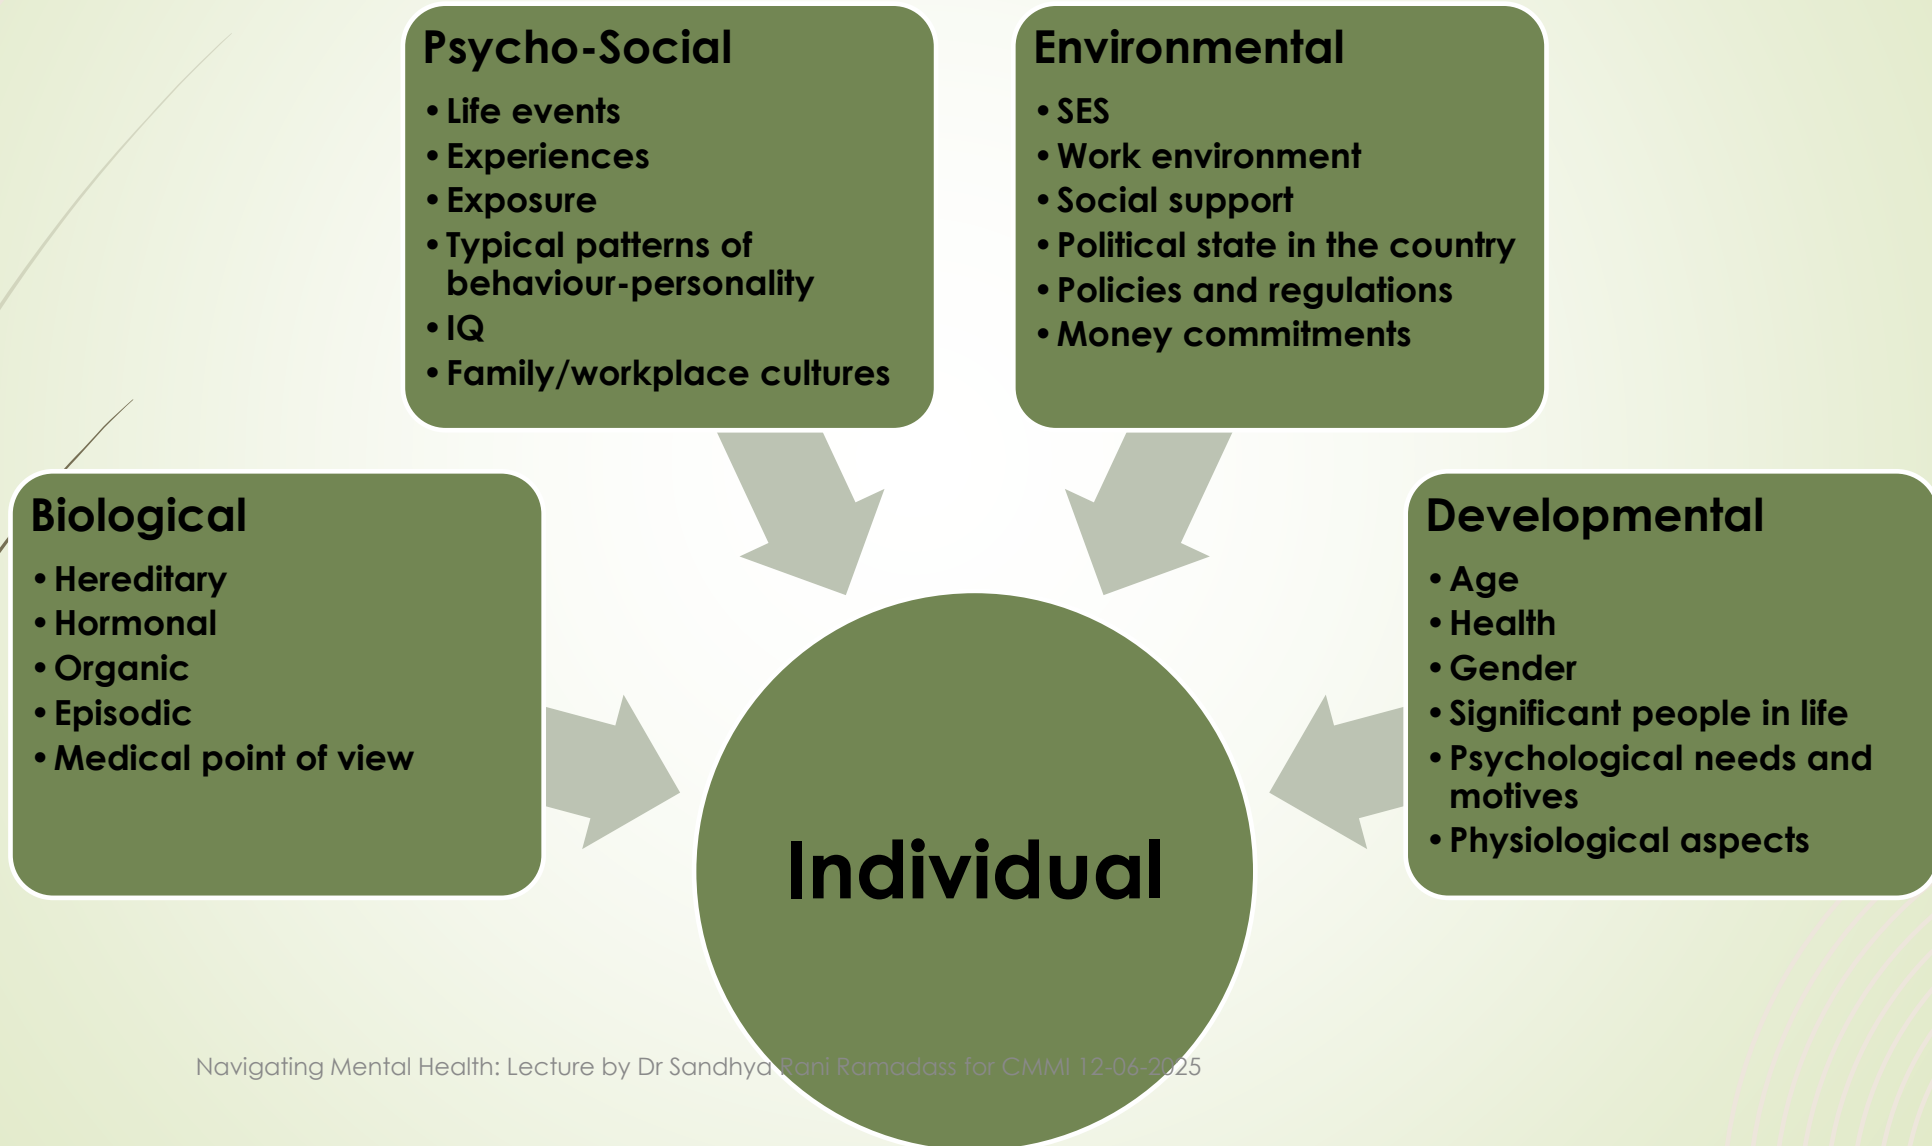 Psycho-Social
• Life events
• Experiences
• Exposure
• Typical patterns of
behaviour-personality
• IQ
• Family/workplace cultures
Environmental
• SES
• Work environment
• Social support
• Political state in the country
• Policies and regulations
• Money commitments
Biological
• Hereditary
• Hormonal
• Organic
• Episodic
• Medical point of view
Developmental
• Age
• Health
• Gender
• Significant people in life
• Psychological needs and
motives
• Physiological aspects
Individual
Navigating Mental Health: Lecture by Dr Sandhya Rani Ramadass for CMMI 12-06-2025